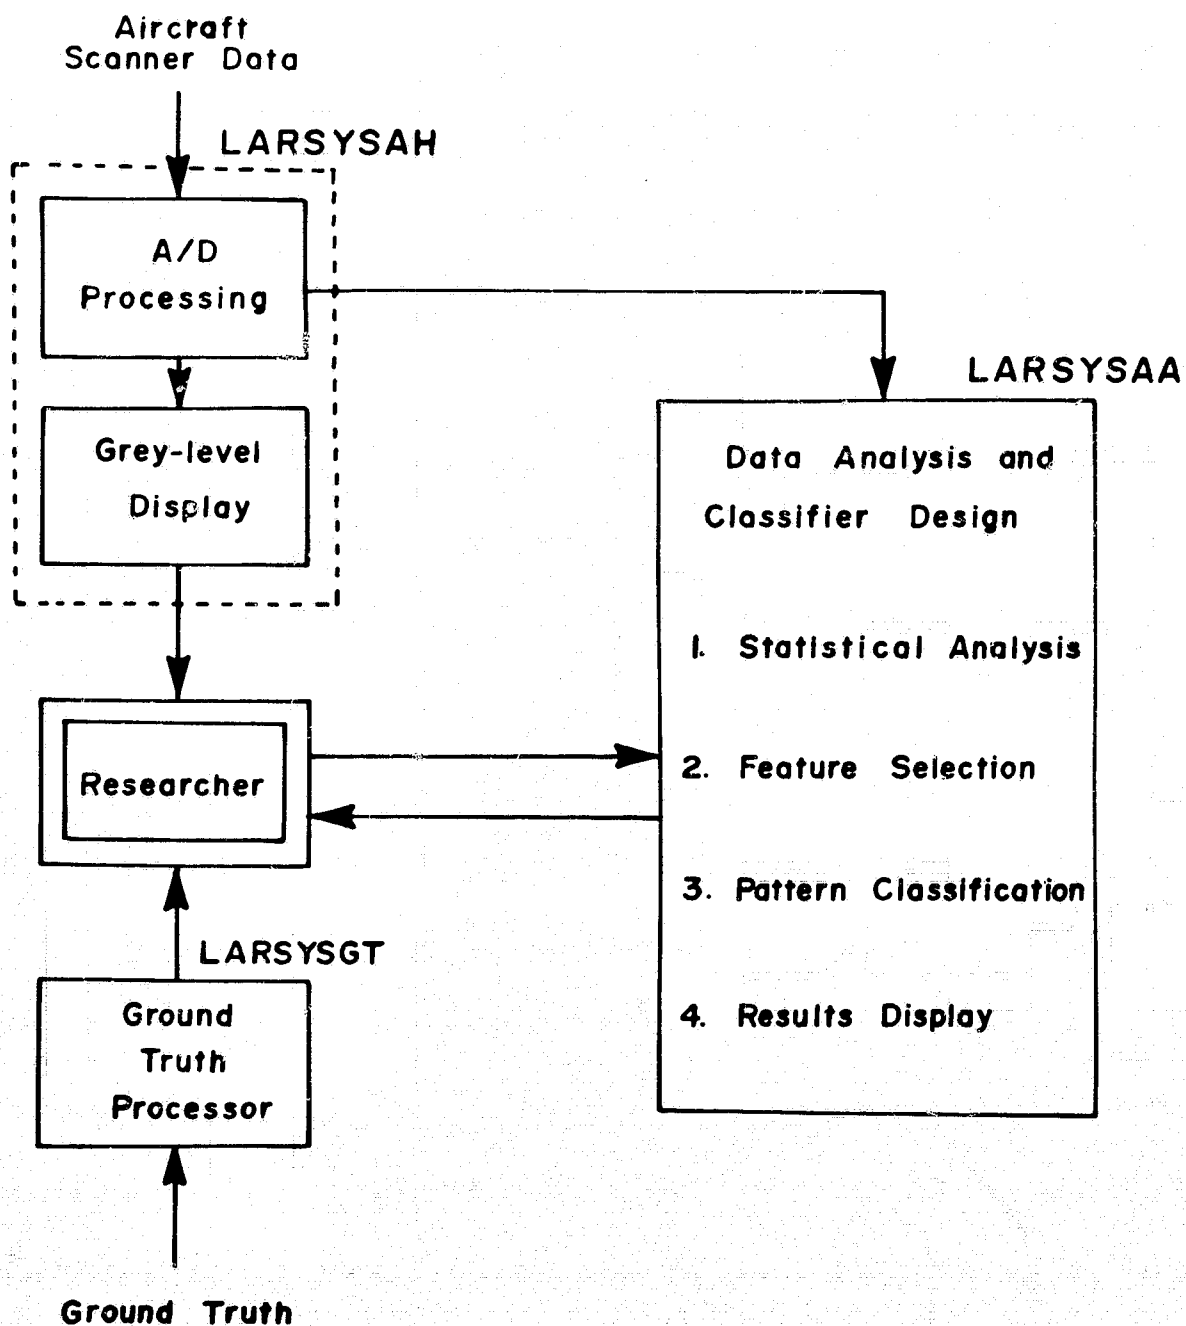 Aircraft
Scanner Data
LARSYSAH
A/D
Processing
Grey-level
Display
Researcher
LARSYSGT
Ground
Truth
Processor
Ground Truth
LARSYSAA
Data Analysis and
Classifier Design
1. Statistical Analysis
2. Feature Selection
3. Pattern Classification
4. Results Display